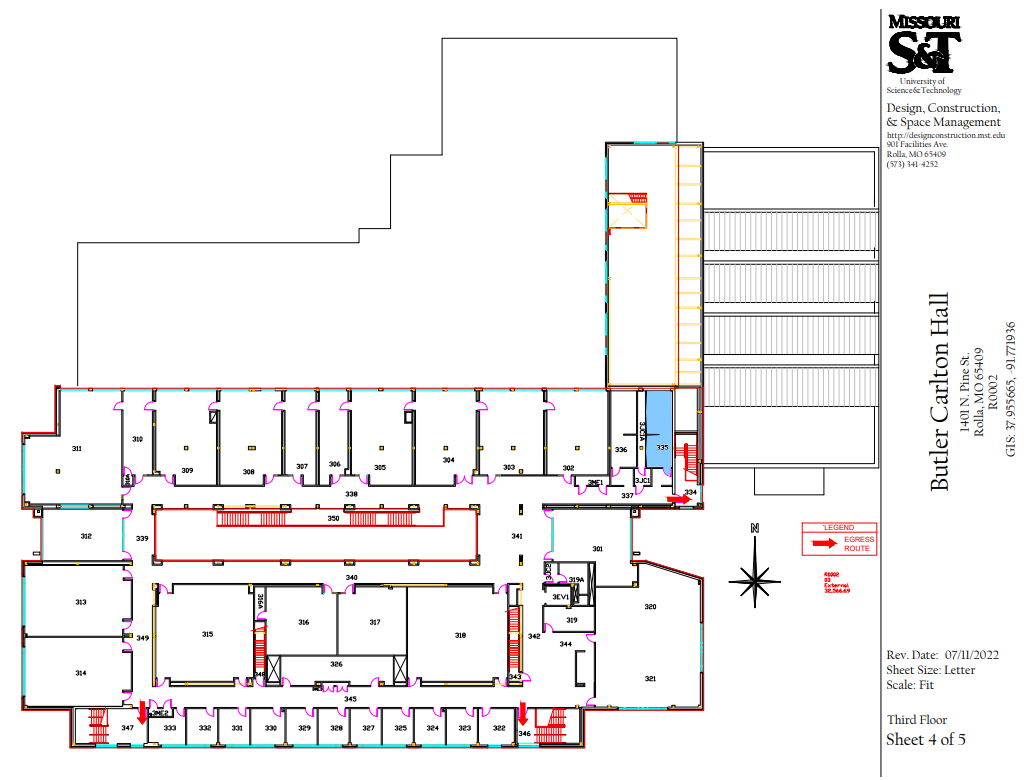 MISSOURI
S&T
University of
Science&Technology
Design, Construction,
& Space Management
http://designconstruction.mst.edu
901 Facilities Ave.
Rolla, MO 65409
(573) 341-4252
Butler Carlton Hall
1401 N. Pine St.
Rolla, MO 65409
R0002
GIS: 37.955665, -91.771936
311
310
309
308
307
306
305
304
303
302
336
335
3JC1
3ME1
337
334
338
350
312
339
341
301
3JC2
319A
340
3EV1
313
316A
315
316
317
318
319
320
349
342
344
314
326
348
343
321
345
3ME2
347
333
332
331
330
329
328
327
325
324
323
322
346
N
*LEGEND
EGRESS
ROUTE
R0002
03
External
32,366.69
Rev. Date: 07/11/2022
Sheet Size: Letter
Scale: Fit
Third Floor
Sheet 4 of 5